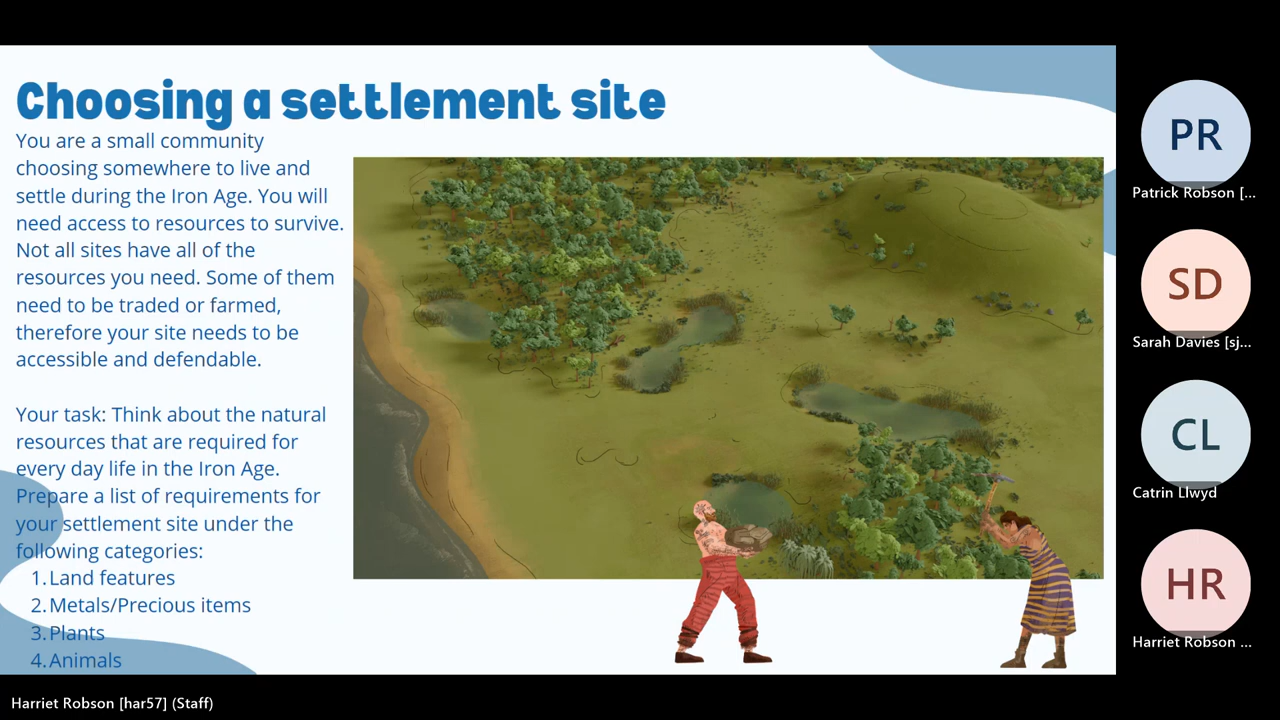 Choosing a settlement site
You are a small community
choosing somewhere to live and
settle during the Iron Age. You will
need access to resources to survive.
Not all sites have all of the
resources you need. Some of them
need to be traded or farmed,
therefore your site needs to be
accessible and defendable.
Your task: Think about the natural
resources that are required for
every day life in the Iron Age.
Prepare a list of requirements for
your settlement site under the
following categories:
1. Land features
2. Metals/Precious items
3. Plants
4. Animals
PR
Patrick Robson [...
SD
Sarah Davies [sj...
CL
Catrin Llwyd
HR
Harriet Robson ...
Harriet Robson [har57] (Staff)